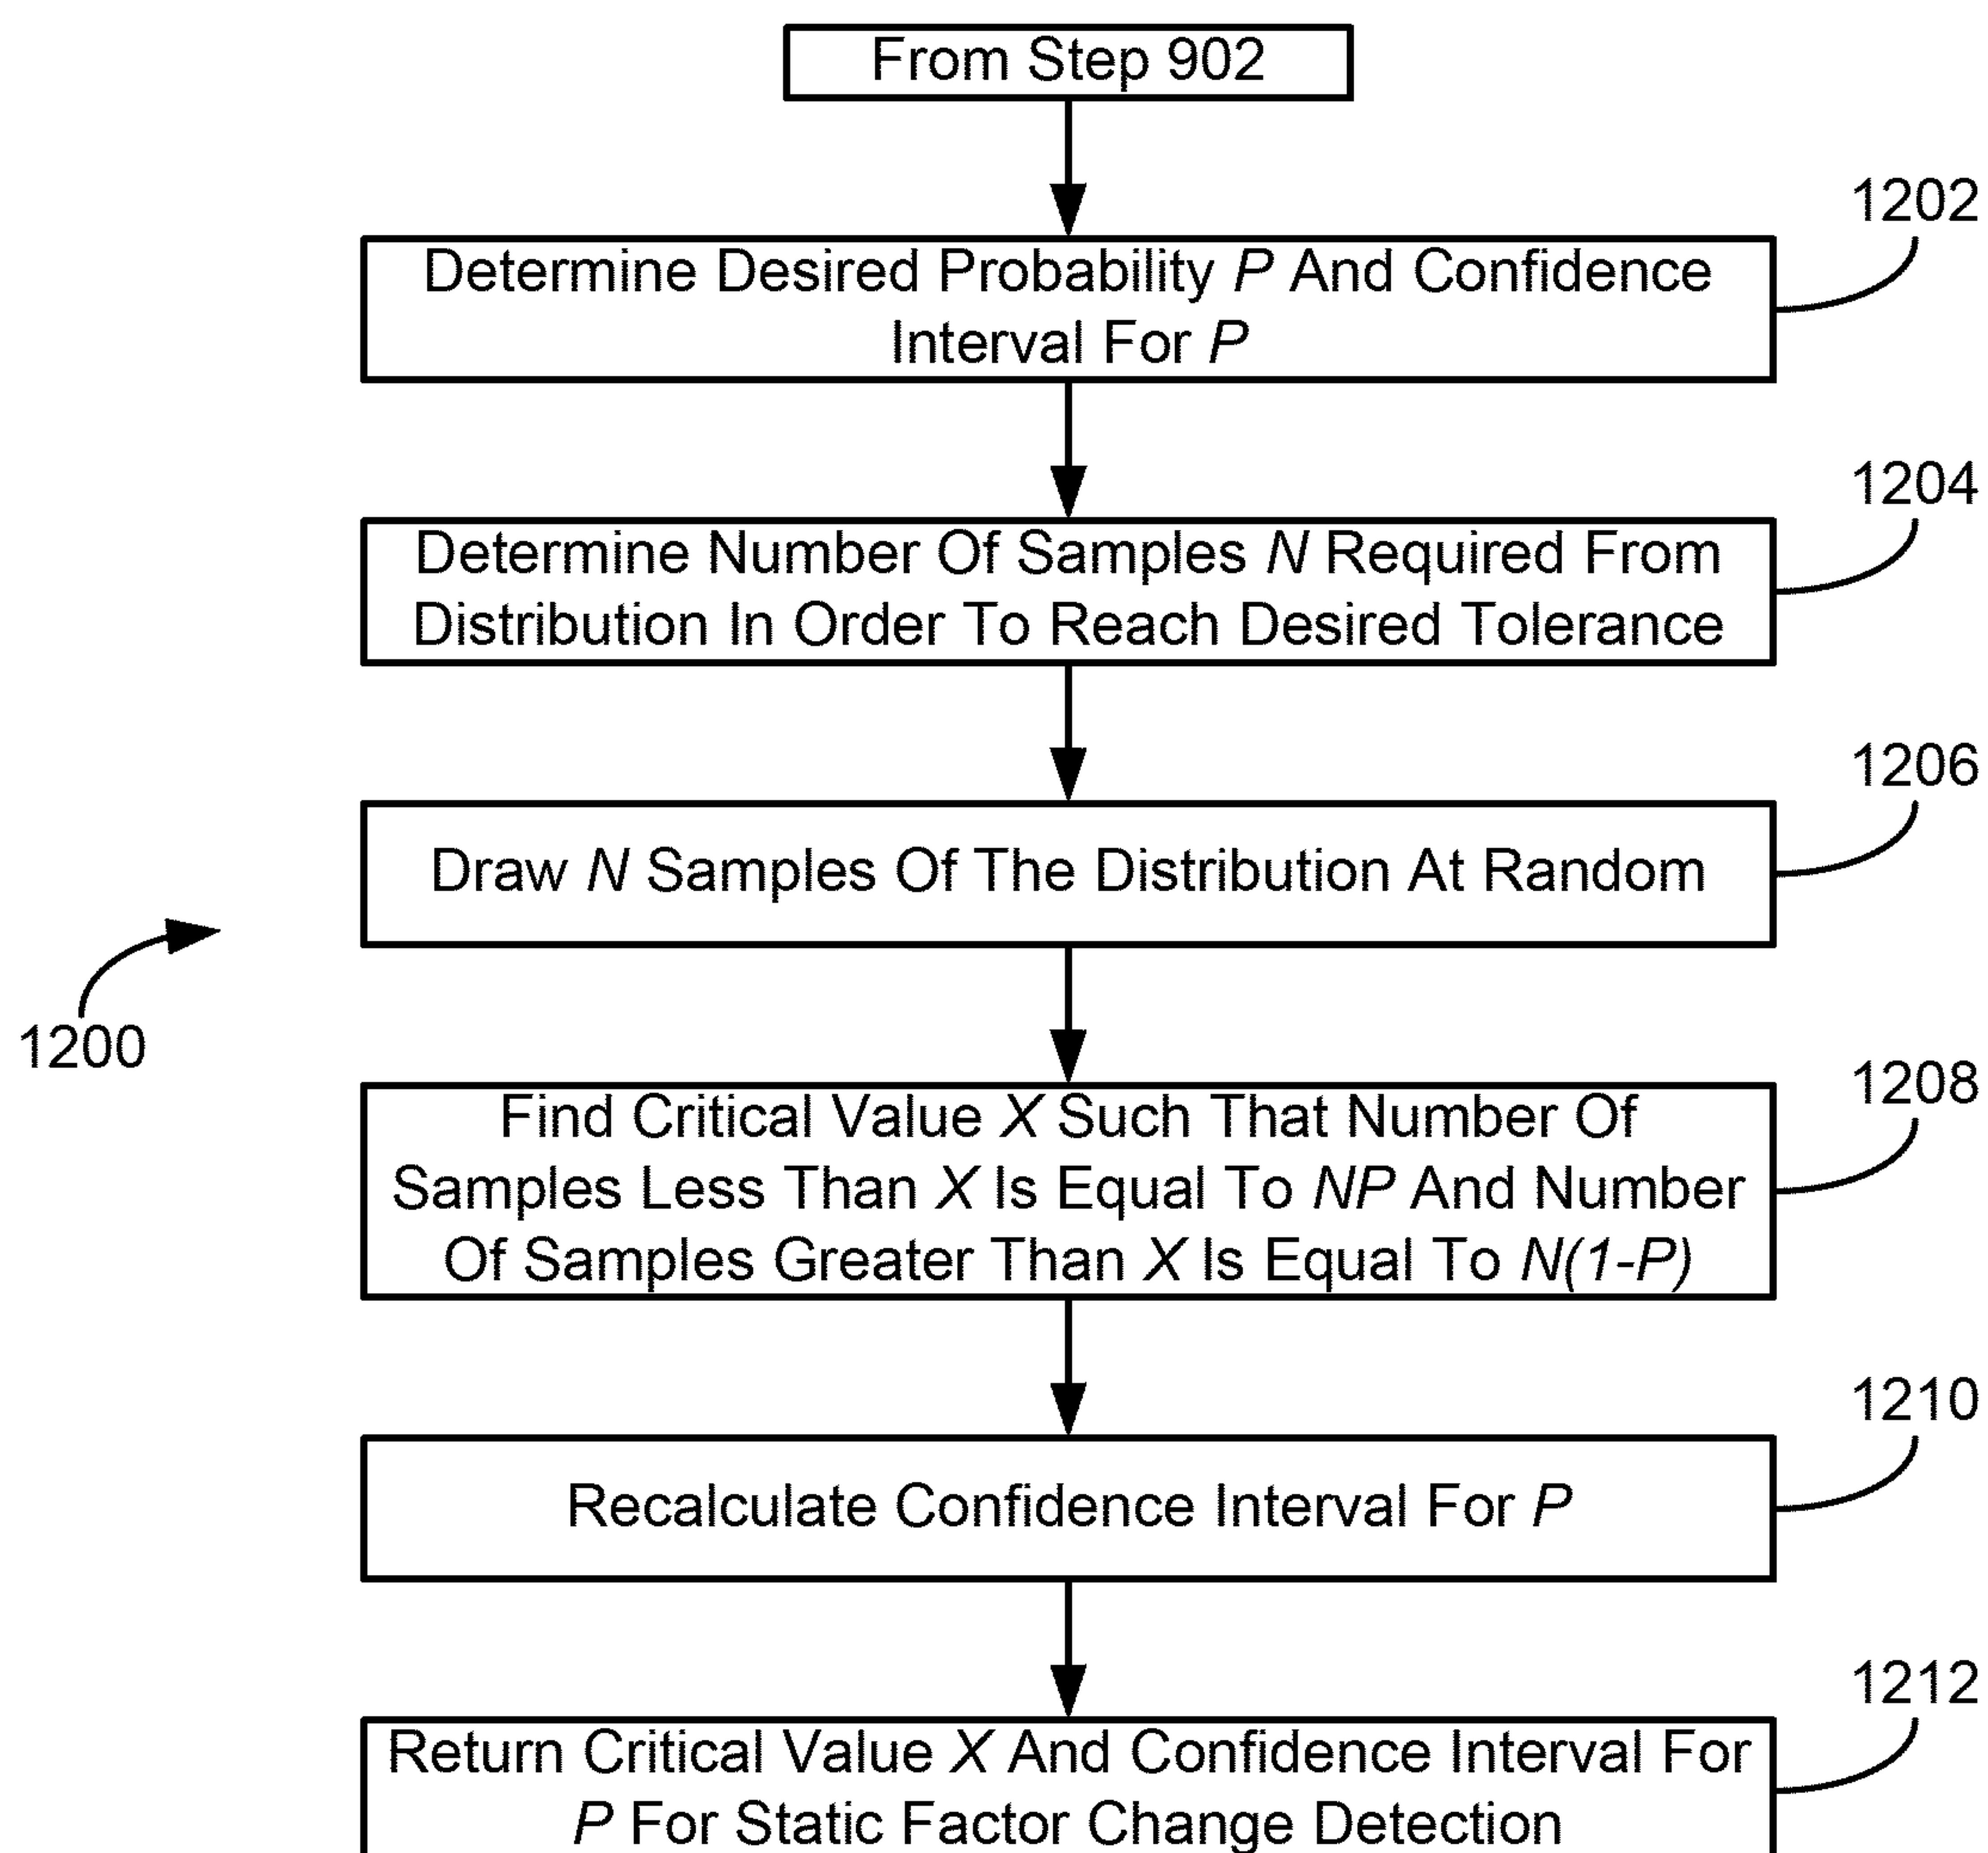 From Step 902
1202
Determine Desired Probability P And Confidence
Interval For P
1204
Determine Number Of Samples N Required From
Distribution In Order To Reach Desired Tolerance
1206
Draw N Samples Of The Distribution At Random
1200
1208
Find Critical Value X Such That Number Of
Samples Less Than X Is Equal To NP And Number
Of Samples Greater Than X Is Equal To N(1-P)
1210
Recalculate Confidence Interval For P
1212
Return Critical Value X And Confidence Interval For
P For Static Factor Change Detection